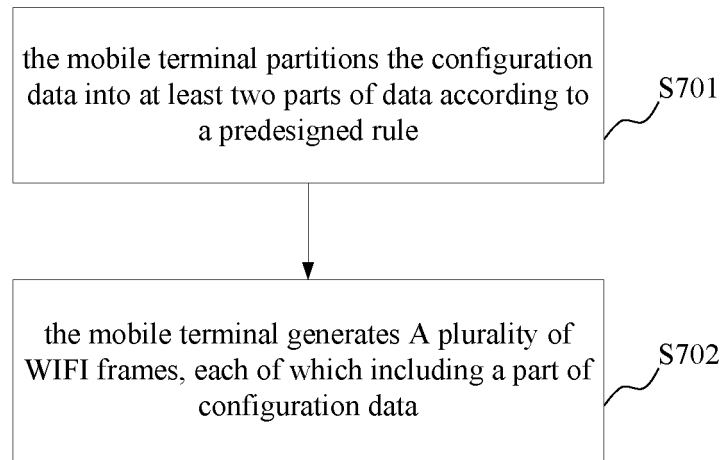 the mobile terminal partitions the configuration
data into at least two parts of data according to
a predesigned rule
S701
the mobile terminal generates A plurality of
WIFI frames, each of which including a part of
configuration data
S702